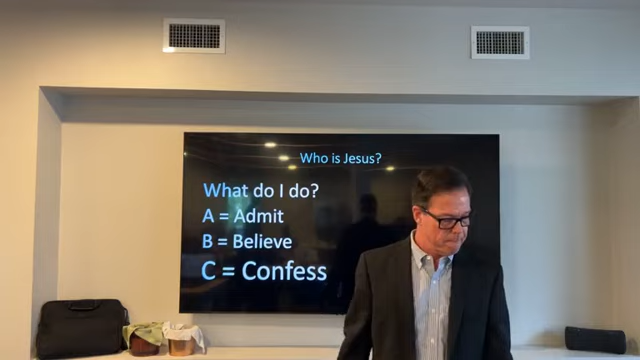 Who is Jesus?
What do I do?
A = Admit
B = Believe
C = Confess